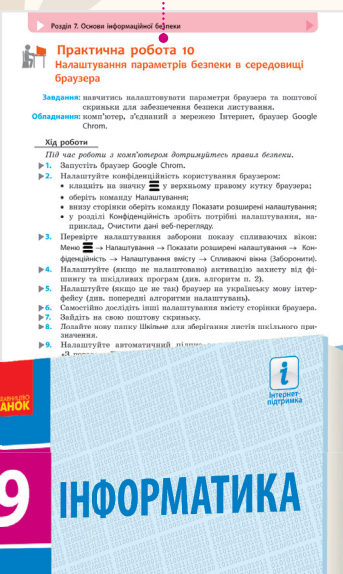 Розділ 7. Основи інформаційної безпеки
Практична робота 10
Налаштування параметрів безпеки в середовищі
браузера
Завдання: навчитись налаштовувати параметри браузера та поштової
скриньки для забезпечення безпеки листування.
Обладнання: комп'ютер, з'єднаний з мережею Інтернет, браузер Google
Chrom.
Хід роботи
Під час роботи з комп'ютером дотримуйтесь правил безпеки.
1. Запустіть браузер Google Chrom.
2. Налаштуйте конфіденційність користування браузером:
• клацніть на значку у верхньому правому кутку браузера;
• оберіть команду Налаштування;
• внизу сторінки оберіть команду Показати розширені налаштування;
• у розділі Конфіденційність зробіть потрібні налаштування, на-
приклад, Очистити дані веб-перегляду.
3. Перевірте налаштування заборони показу спливаючих вікон:
Меню → Налаштування → Показати розширені налаштування → Кон-
фіденційність → Налаштування вмісту → Спливаючі вікна (Заборонити).
4. Налаштуйте (якщо не налаштовано) активацію захисту від фі-
шингу та шкідливих програм (див. алгоритм п. 2).
5. Налаштуйте (якщо це не так) браузер на українську мову інтер-
фейсу (див. попередні алгоритми налаштувань).
6. Самостійно дослідіть інші налаштування вмісту сторінки браузера.
7. Зайдіть на свою поштову скриньку.
8. Додайте нову папку Шкільне для зберігання листів шкільного при-
значення.
9. Налаштуйте автоматичний
«З
Інтернет-
підтримка
АНОК
9
ІНФОРМАТИКА